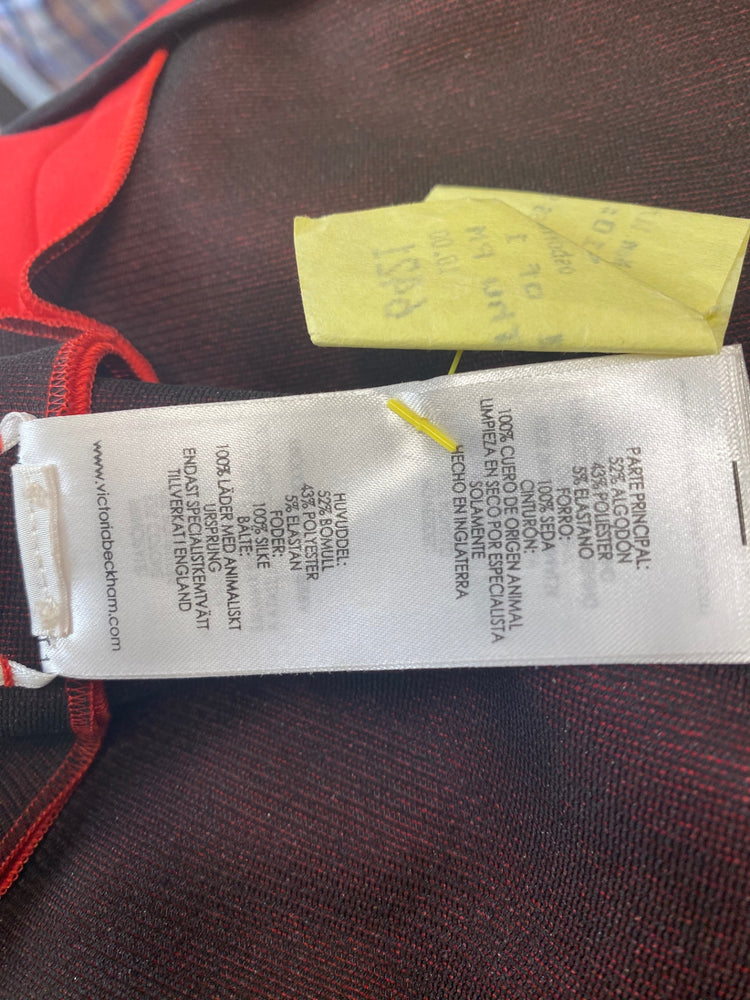 PARTE PRINCIPAL:
52% ALGODÓN
43% POLIÉSTER
5% ELASTANO
FORRO:
100% SEDA
CINTURÓN:
100% CUERO DE ORIGEN ANIMAL
LIMPIEZA EN SECO POR ESPECIALISTA
SOLAMENTE
HECHO EN INGLATERRA
HUVUDDEL:
52% BOMULL
43% POLYESTER
5% ELASTAN
FODER:
100% SILKE
BÄLTE:
100% LÄDER MED ANIMALISKT
URSPRUNG
ENDAST SPECIALISTKEMTVÄTT
TILLVERKAT I ENGLAND
www.victoriabeckham.com